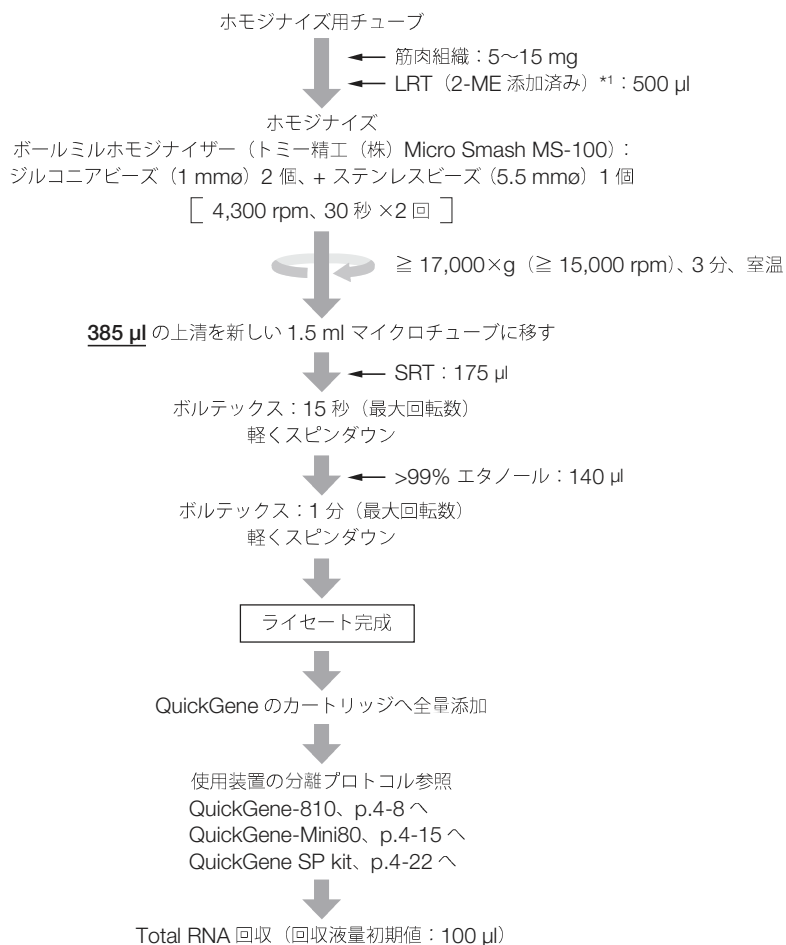 ホモジナイズ用チューブ
筋肉組織：5～15 mg
LRT（2-ME 添加済み）*1：500 µl
ホモジナイズ
ボールミルホモジナイザー（トミー精工（株）Micro Smash MS-100）：
ジルコニアビーズ（1 mmø）2 個、+ ステンレスビーズ（5.5 mmø）1 個
[ 4,300 rpm、30 秒 ×2 回 ]
≧ 17,000×g（≧ 15,000 rpm）、3 分、室温
385 µl の上清を新しい 1.5 ml マイクロチューブに移す
SRT：175 µl
ボルテックス：15 秒（最大回転数）
軽くスピンダウン
>99% エタノール：140 µl
ボルテックス：1 分（最大回転数）
軽くスピンダウン
ライセート完成
QuickGene のカートリッジへ全量添加
使用装置の分離プロトコル参照
QuickGene-810、p.4-8 へ
QuickGene-Mini80、p.4-15 へ
QuickGene SP kit、p.4-22 へ
Total RNA 回収（回収液量初期値：100 µl）